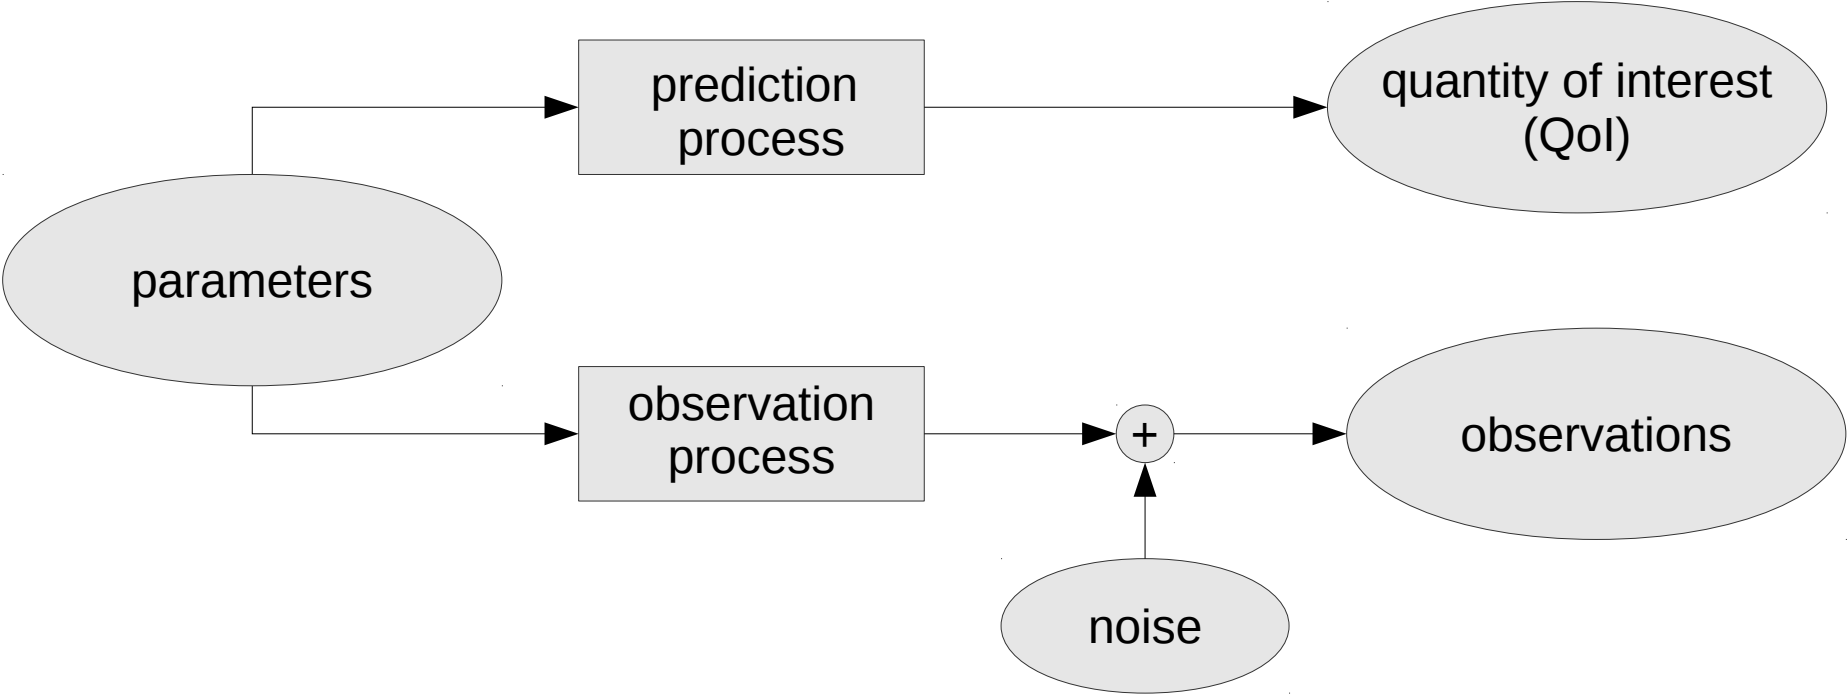 prediction
process
quantity of interest
(QoI)
parameters
observation
process
+
observations
noise